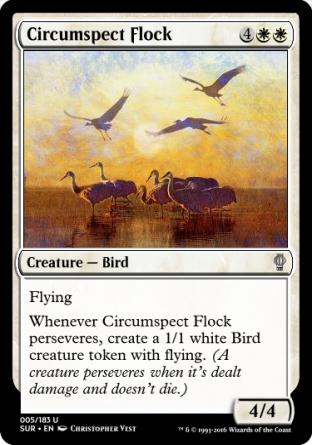 Circumspect Flock 4
Creature — Bird
Flying
Whenever Circumspect Flock
perseveres, create a 1/1 white Bird
creature token with flying. (A
creature perseveres when it's dealt
damage and doesn't die.)
4/4
005/183 U
SUR • EN Christopher Vest
™ & © 1993-2016 Wizards of the Coast